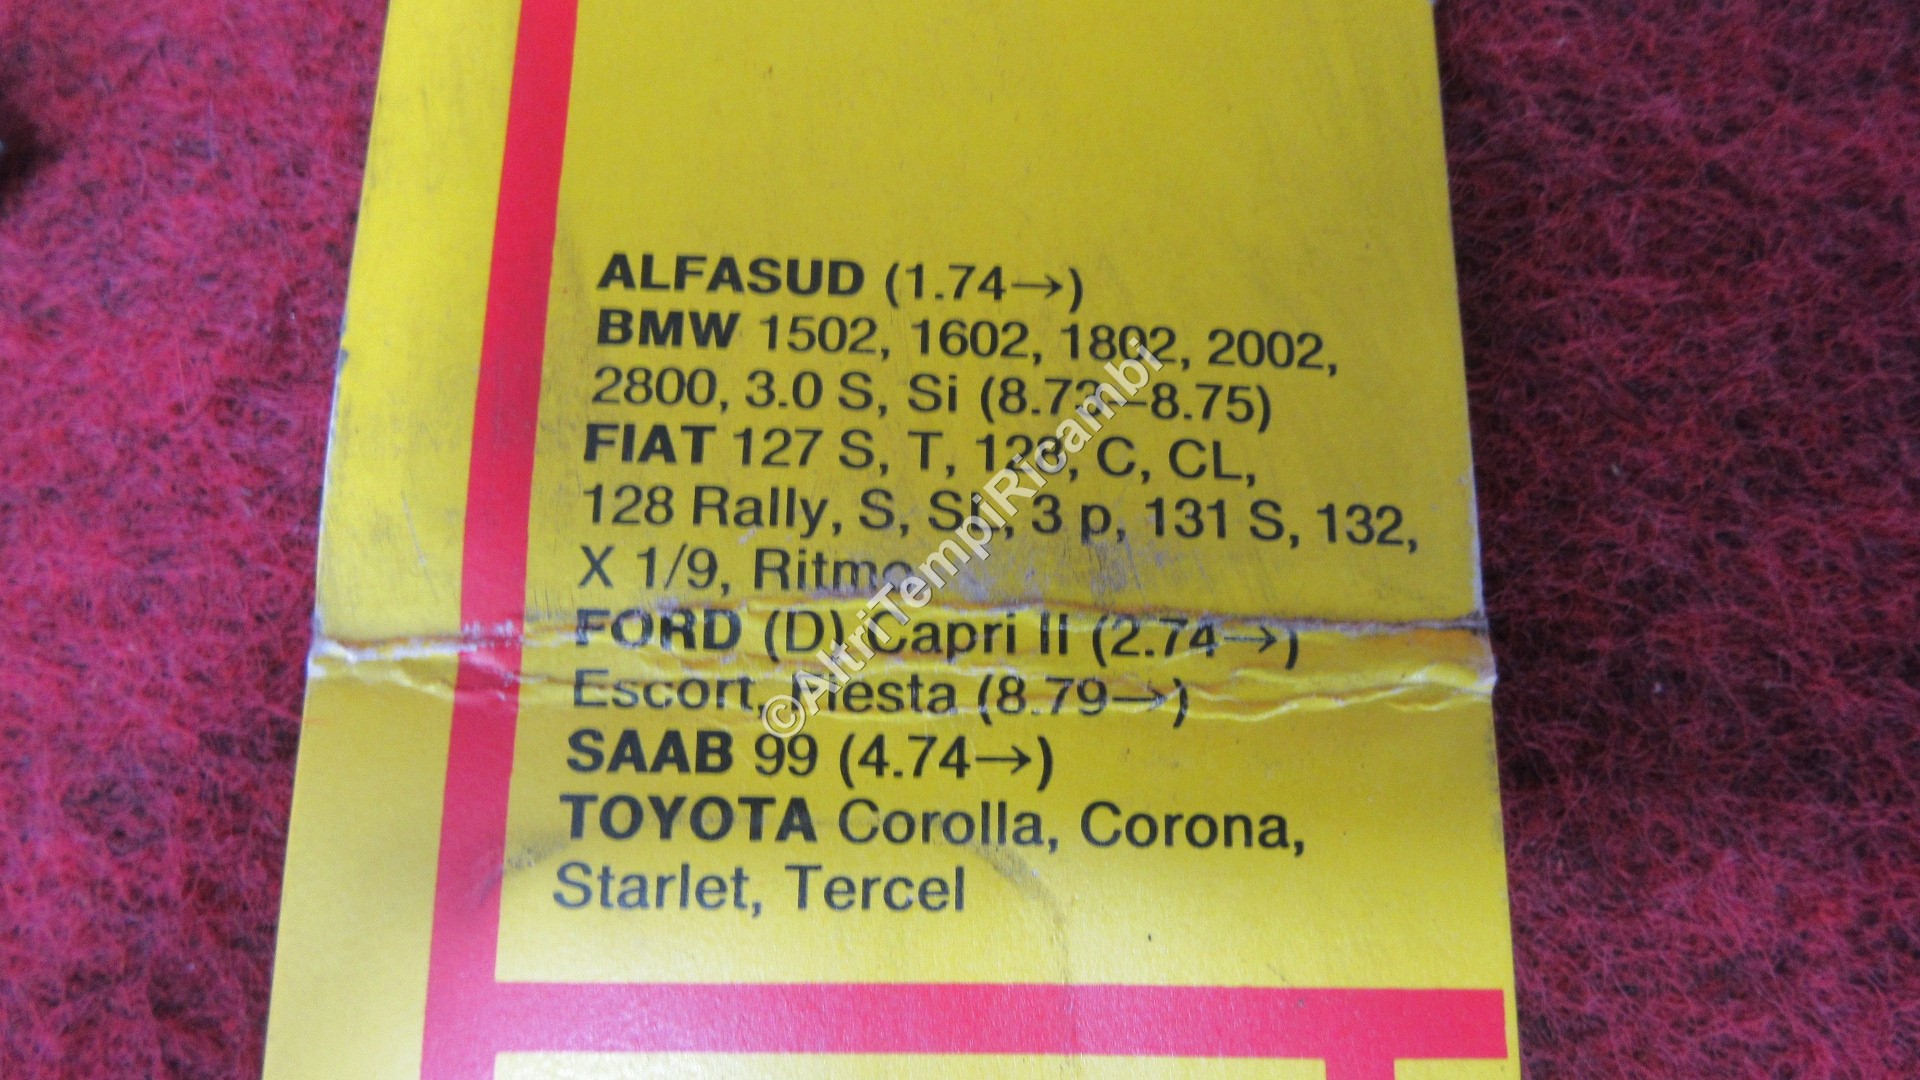 ALFASUD (1.74→)
BMW 1502, 1602, 1802, 2002,
2800, 3.0 S, Si (8.73–8.75)
FIAT 127 S, T, 128, C, CL,
128 Rally, S, SL, 3 p, 131 S, 132,
X 1/9, Ritmo
FORD (D) Capri II (2.74→)
Escort, Fiesta (8.79→)
SAAB 99 (4.74→)
TOYOTA Corolla, Corona,
Starlet, Tercel
©AltriTempiRicambi